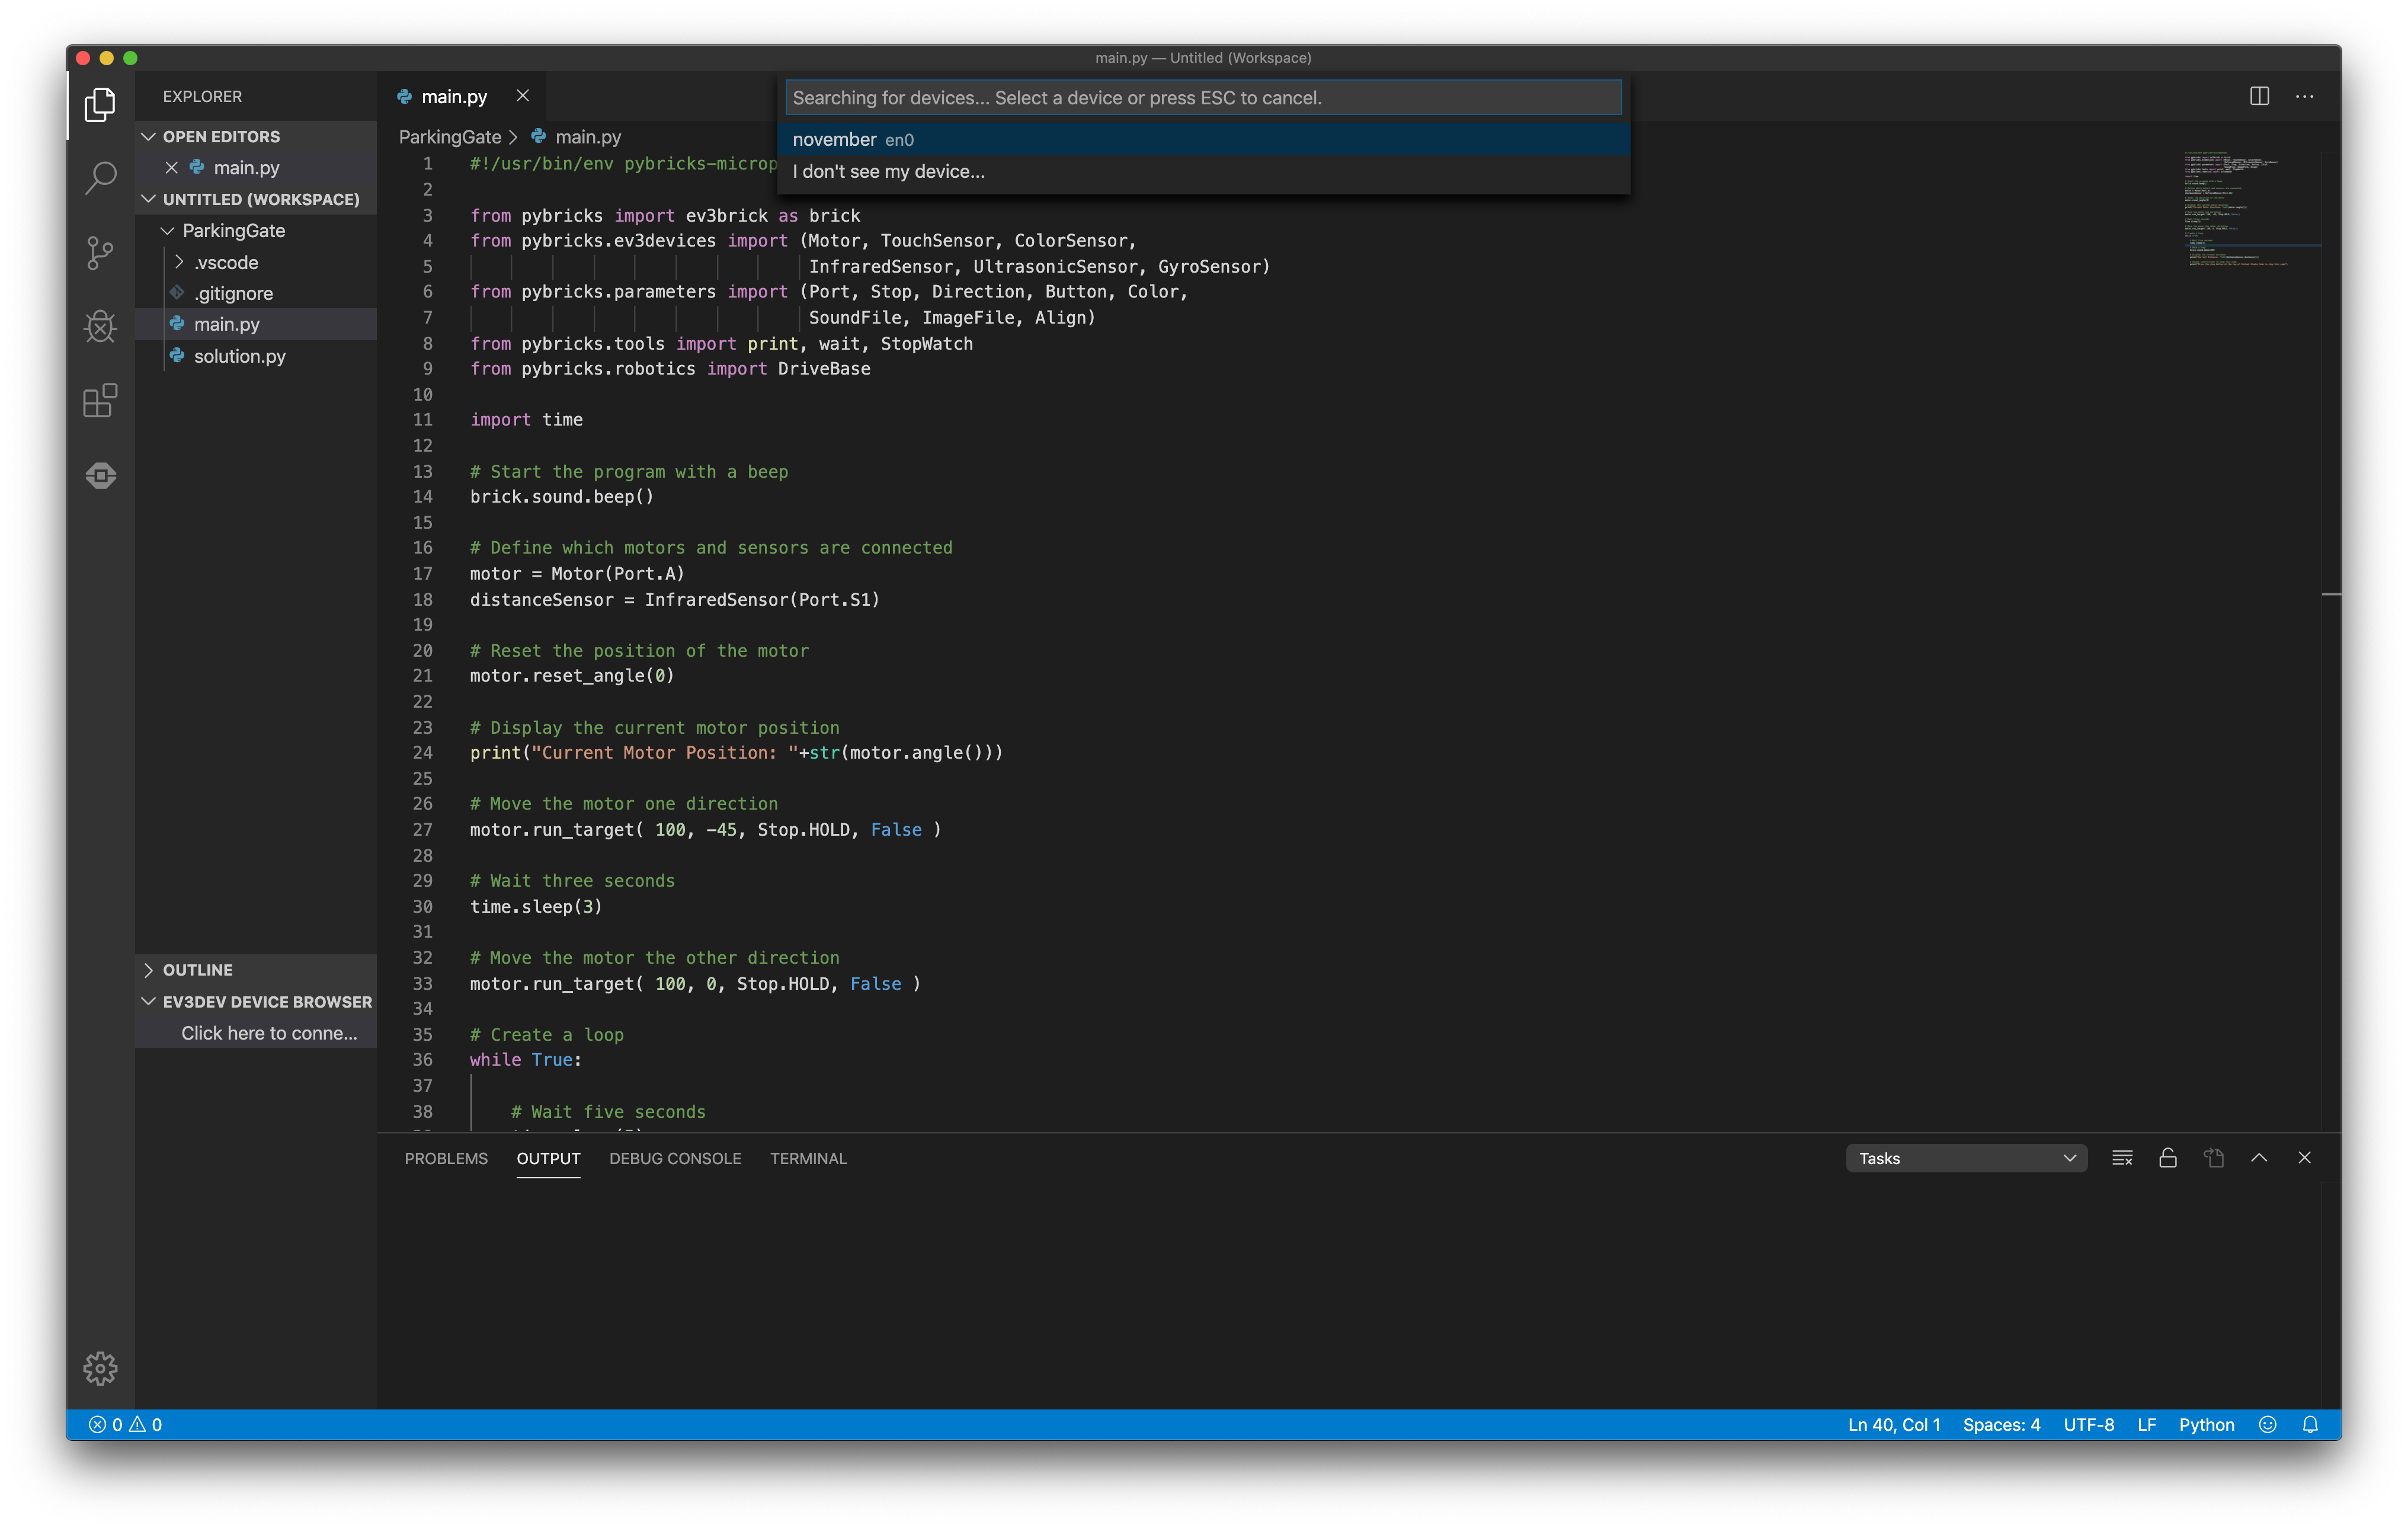 main.py — Untitled (Workspace)
EXPLORER
OPEN EDITORS
main.py
UNTITLED (WORKSPACE)
ParkingGate
.vscode
.gitignore
main.py
solution.py
OUTLINE
EV3DEV DEVICE BROWSER
Click here to conne...
main.py
Searching for devices... Select a device or press ESC to cancel.
november en0
I don't see my device...
ParkingGate > main.py
1 #!/usr/bin/env pybricks-microp
2
3 from pybricks import ev3brick as brick
4 from pybricks.ev3devices import (Motor, TouchSensor, ColorSensor,
5 InfraredSensor, UltrasonicSensor, GyroSensor)
6 from pybricks.parameters import (Port, Stop, Direction, Button, Color,
7 SoundFile, ImageFile, Align)
8 from pybricks.tools import print, wait, StopWatch
9 from pybricks.robotics import DriveBase
10
11 import time
12
13 # Start the program with a beep
14 brick.sound.beep()
15
16 # Define which motors and sensors are connected
17 motor = Motor(Port.A)
18 distanceSensor = InfraredSensor(Port.S1)
19
20 # Reset the position of the motor
21 motor.reset_angle(0)
22
23 # Display the current motor position
24 print("Current Motor Position: "+str(motor.angle()))
25
26 # Move the motor one direction
27 motor.run_target( 100, -45, Stop.HOLD, False )
28
29 # Wait three seconds
30 time.sleep(3)
31
32 # Move the motor the other direction
33 motor.run_target( 100, 0, Stop.HOLD, False )
34
35 # Create a loop
36 while True:
37
38 # Wait five seconds
PROBLEMS OUTPUT DEBUG CONSOLE TERMINAL Tasks
0 0 Ln 40, Col 1 Spaces: 4 UTF-8 LF Python